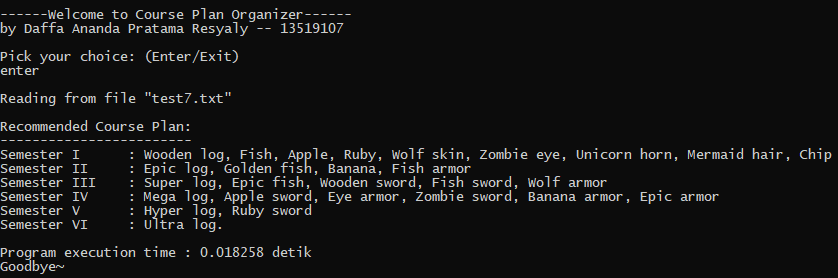 ------Welcome to Course Plan Organizer------
by Daffa Ananda Pratama Resyaly -- 13519107
Pick your choice: (Enter/Exit)
enter
Reading from file "test7.txt"
Recommended Course Plan:
------------------------
Semester I      : Wooden log, Fish, Apple, Ruby, Wolf skin, Zombie eye, Unicorn horn, Mermaid hair, Chip
Semester II     : Epic log, Golden fish, Banana, Fish armor
Semester III    : Super log, Epic fish, Wooden sword, Fish sword, Wolf armor
Semester IV     : Mega log, Apple sword, Eye armor, Zombie sword, Banana armor, Epic armor
Semester V      : Hyper log, Ruby sword
Semester VI     : Ultra log.
Program execution time : 0.018258 detik
Goodbye~